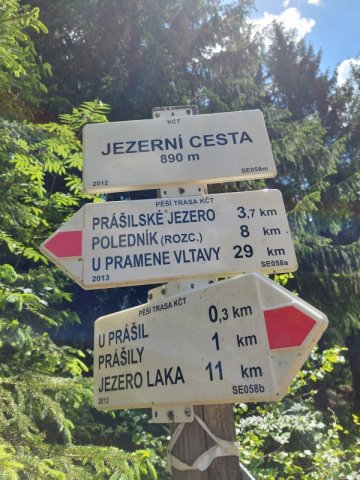 KČT
JEZERNÍ CESTA
890 m
2012 SE058m
PĚŠÍ TRASA KČT
PRÁŠILSKÉ JEZERO 3,7 km
POLEDNÍK (ROZC.) 8 km
U PRAMENE VLTAVY 29 km
2013 SE058a
PĚŠÍ TRASA KČT
U PRÁŠIL 0,3 km
PRÁŠILY 1 km
JEZERO LAKA 11 km
2013 SE058b